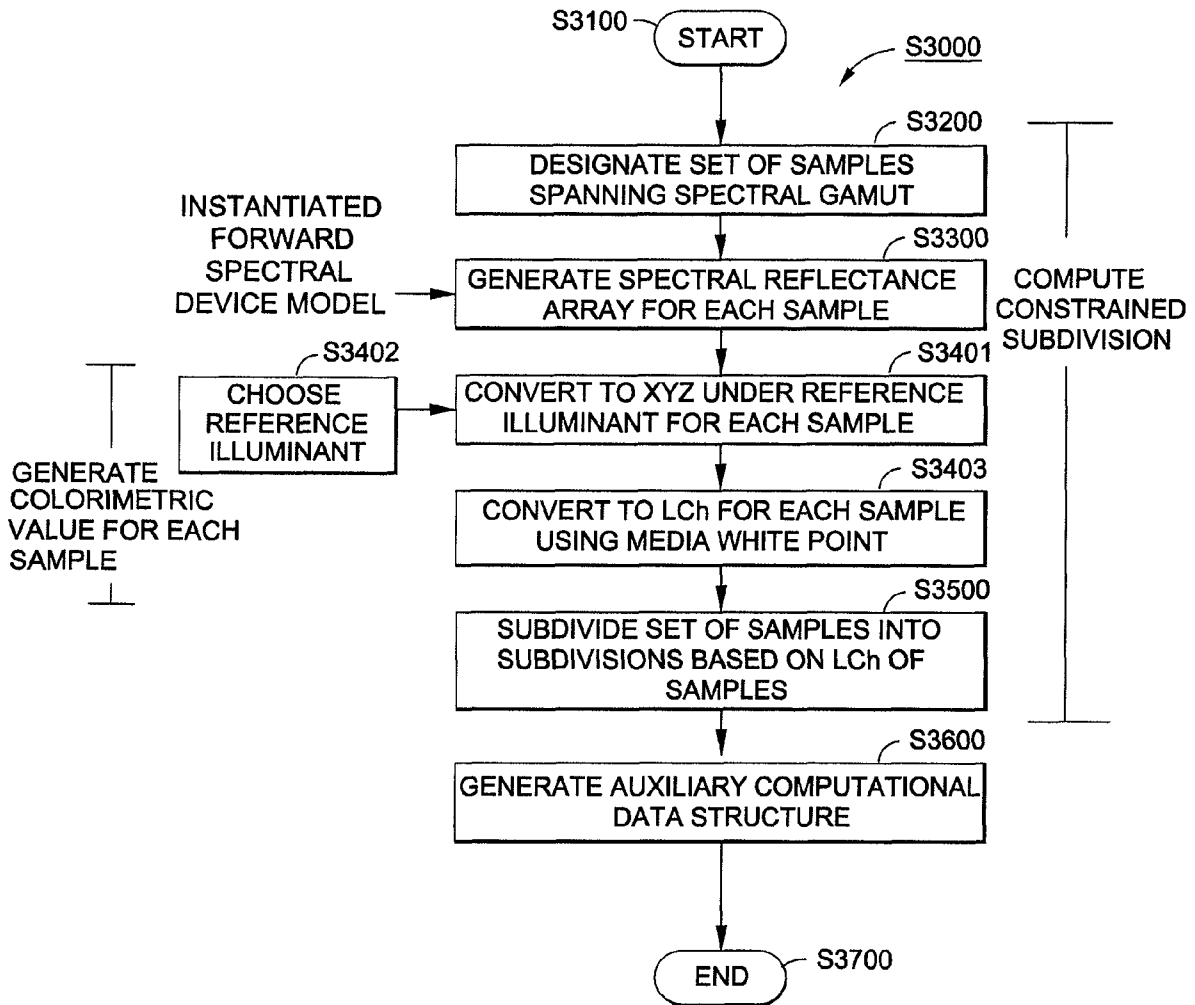 S3100
START
S3000
S3200
DESIGNATE SET OF SAMPLES
SPANNING SPECTRAL GAMUT
INSTANTIATED
FORWARD
SPECTRAL
DEVICE MODEL
S3300
GENERATE SPECTRAL REFLECTANCE
ARRAY FOR EACH SAMPLE
COMPUTE
CONSTRAINED
SUBDIVISION
S3402
CHOOSE
REFERENCE
ILLUMINANT
S3401
CONVERT TO XYZ UNDER REFERENCE
ILLUMINANT FOR EACH SAMPLE
GENERATE
COLORIMETRIC
VALUE FOR EACH
SAMPLE
S3403
CONVERT TO LCh FOR EACH SAMPLE
USING MEDIA WHITE POINT
S3500
SUBDIVIDE SET OF SAMPLES INTO
SUBDIVISIONS BASED ON LCh OF
SAMPLES
S3600
GENERATE AUXILIARY COMPUTATIONAL
DATA STRUCTURE
END
S3700